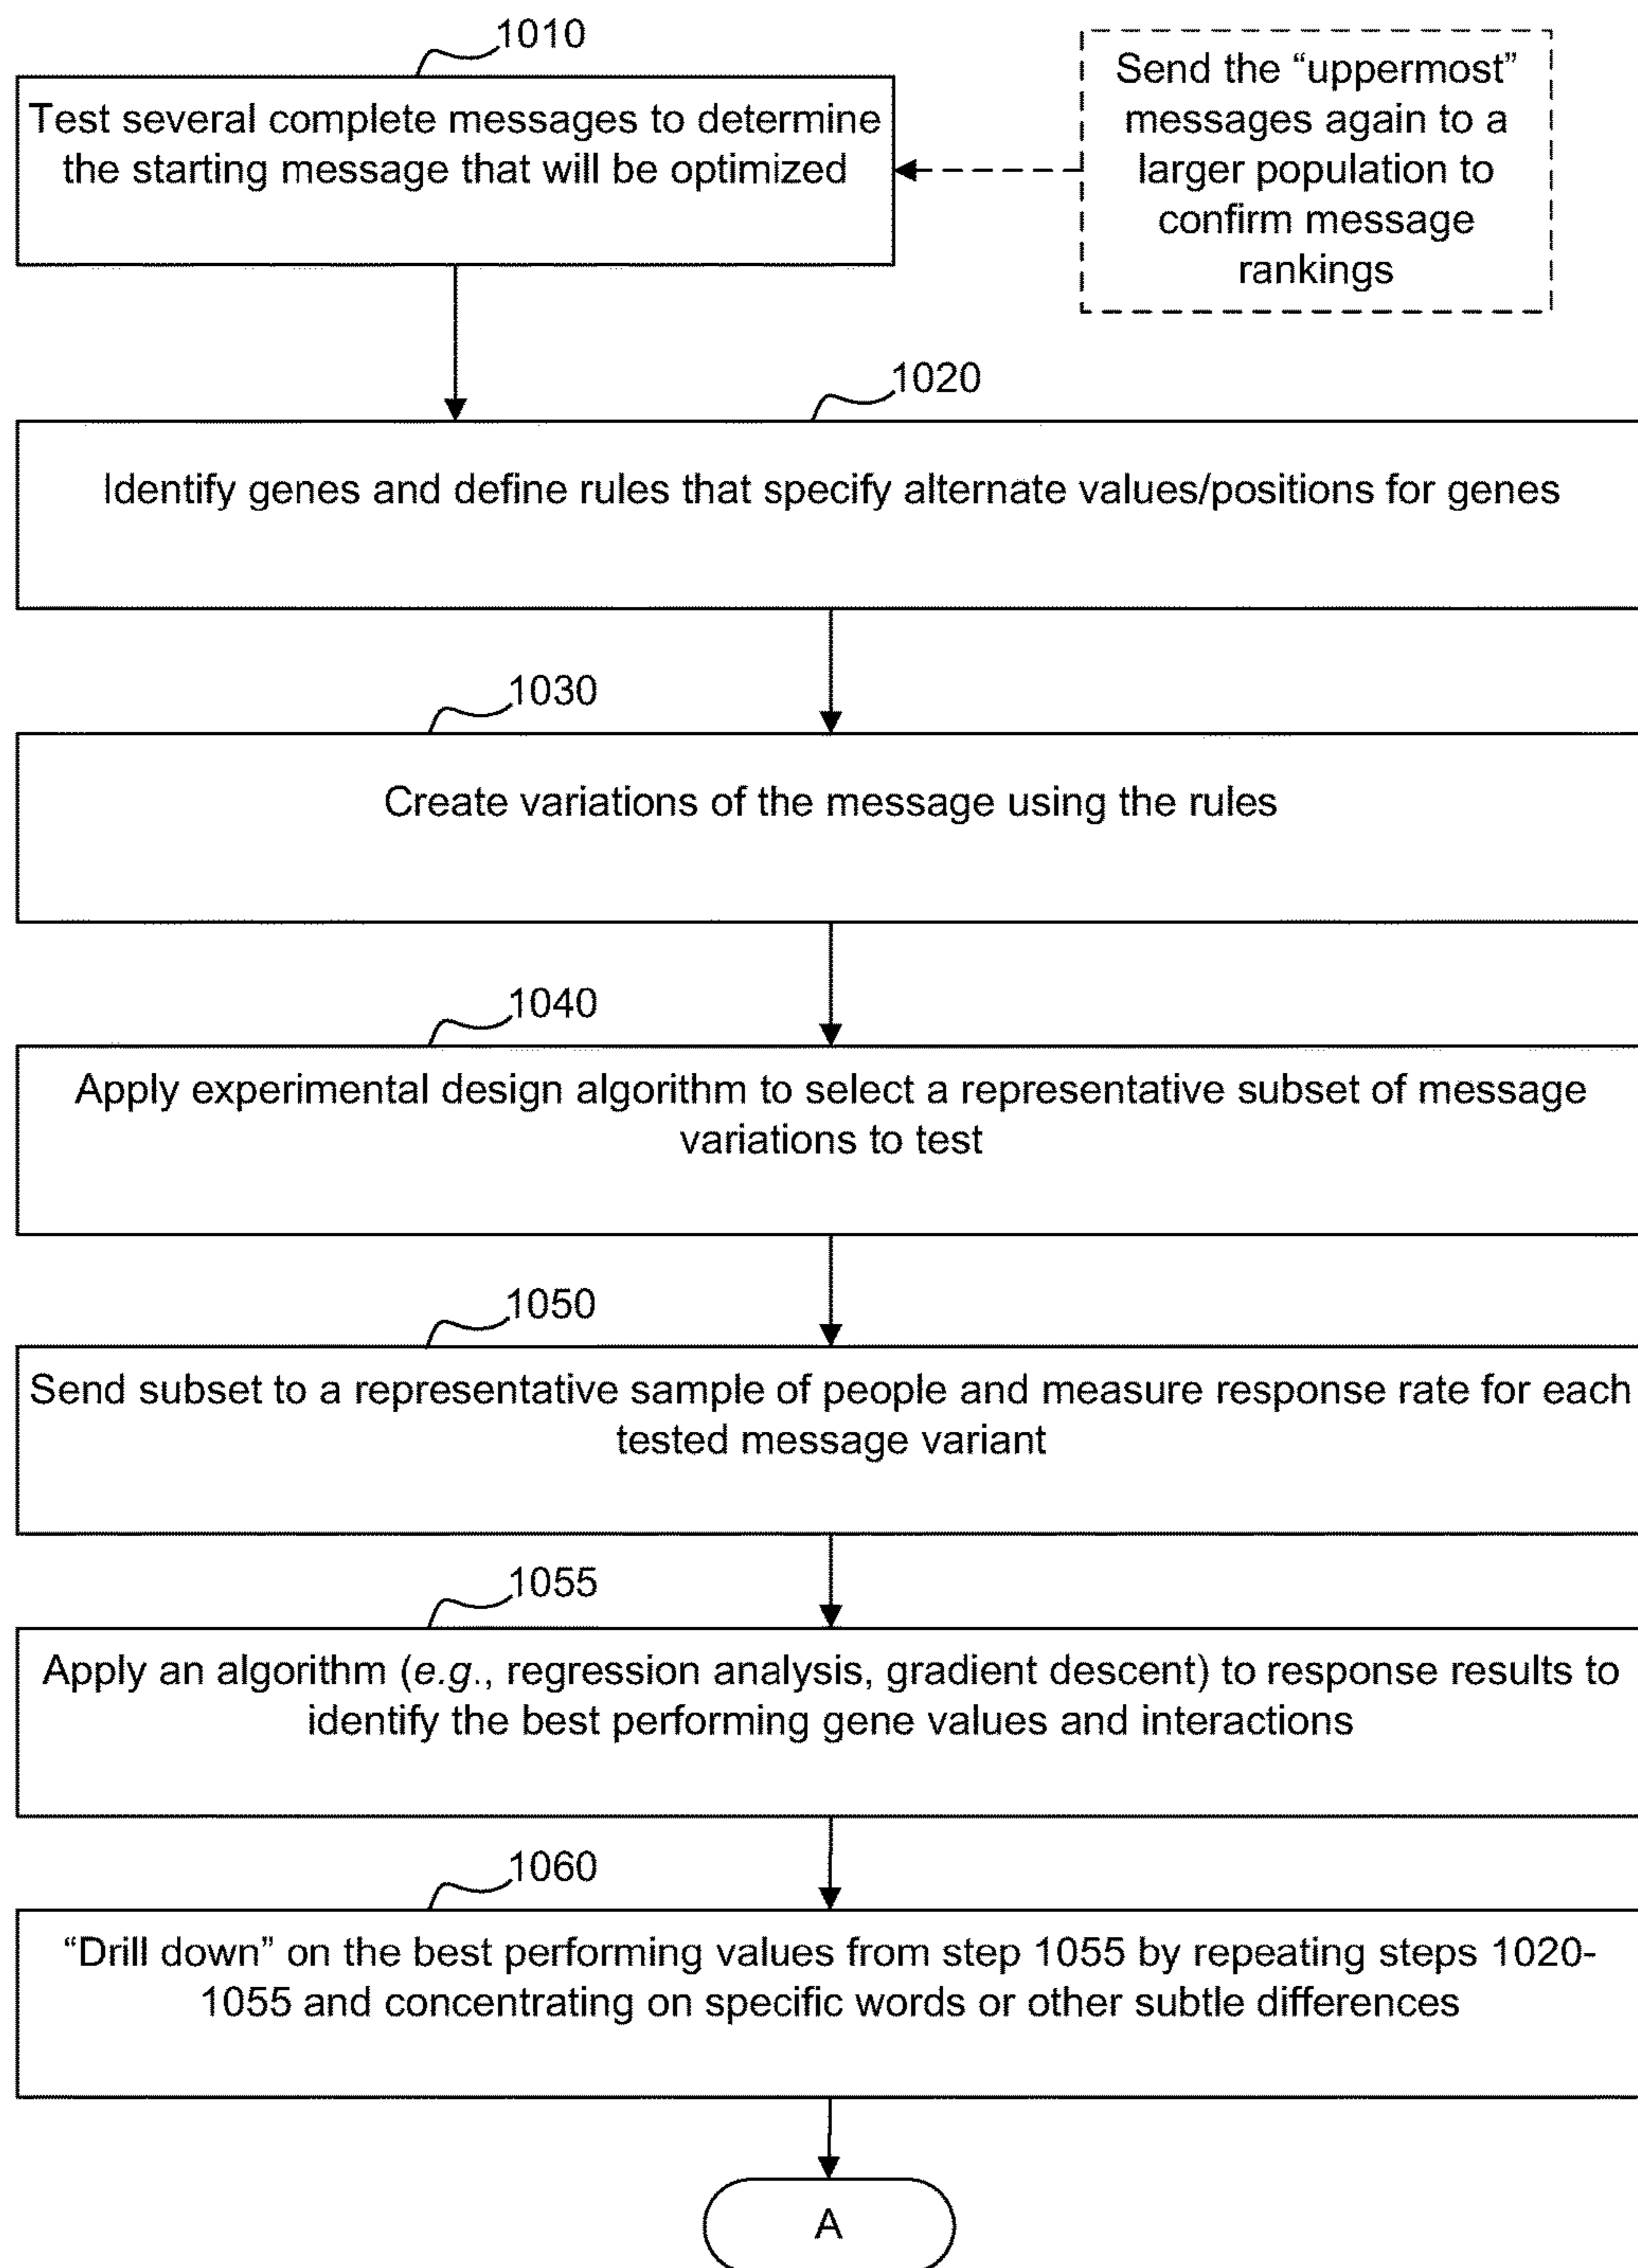 1010
Test several complete messages to determine
the starting message that will be optimized
Send the “uppermost”
messages again to a
larger population to
confirm message
rankings
1020
Identify genes and define rules that specify alternate values/positions for genes
1030
Create variations of the message using the rules
1040
Apply experimental design algorithm to select a representative subset of message
variations to test
1050
Send subset to a representative sample of people and measure response rate for each
tested message variant
1055
Apply an algorithm (e.g., regression analysis, gradient descent) to response results to
identify the best performing gene values and interactions
1060
“Drill down” on the best performing values from step 1055 by repeating steps 1020-
1055 and concentrating on specific words or other subtle differences
A